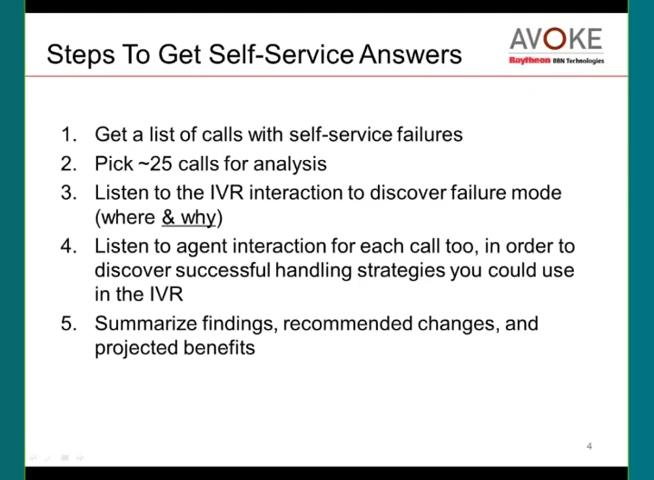 Steps To Get Self-Service Answers
AVOKE
Raytheon BBN Technologies
1. Get a list of calls with self-service failures
2. Pick ~25 calls for analysis
3. Listen to the IVR interaction to discover failure mode
(where & why)
4. Listen to agent interaction for each call too, in order to
discover successful handling strategies you could use
in the IVR
5. Summarize findings, recommended changes, and
projected benefits
4